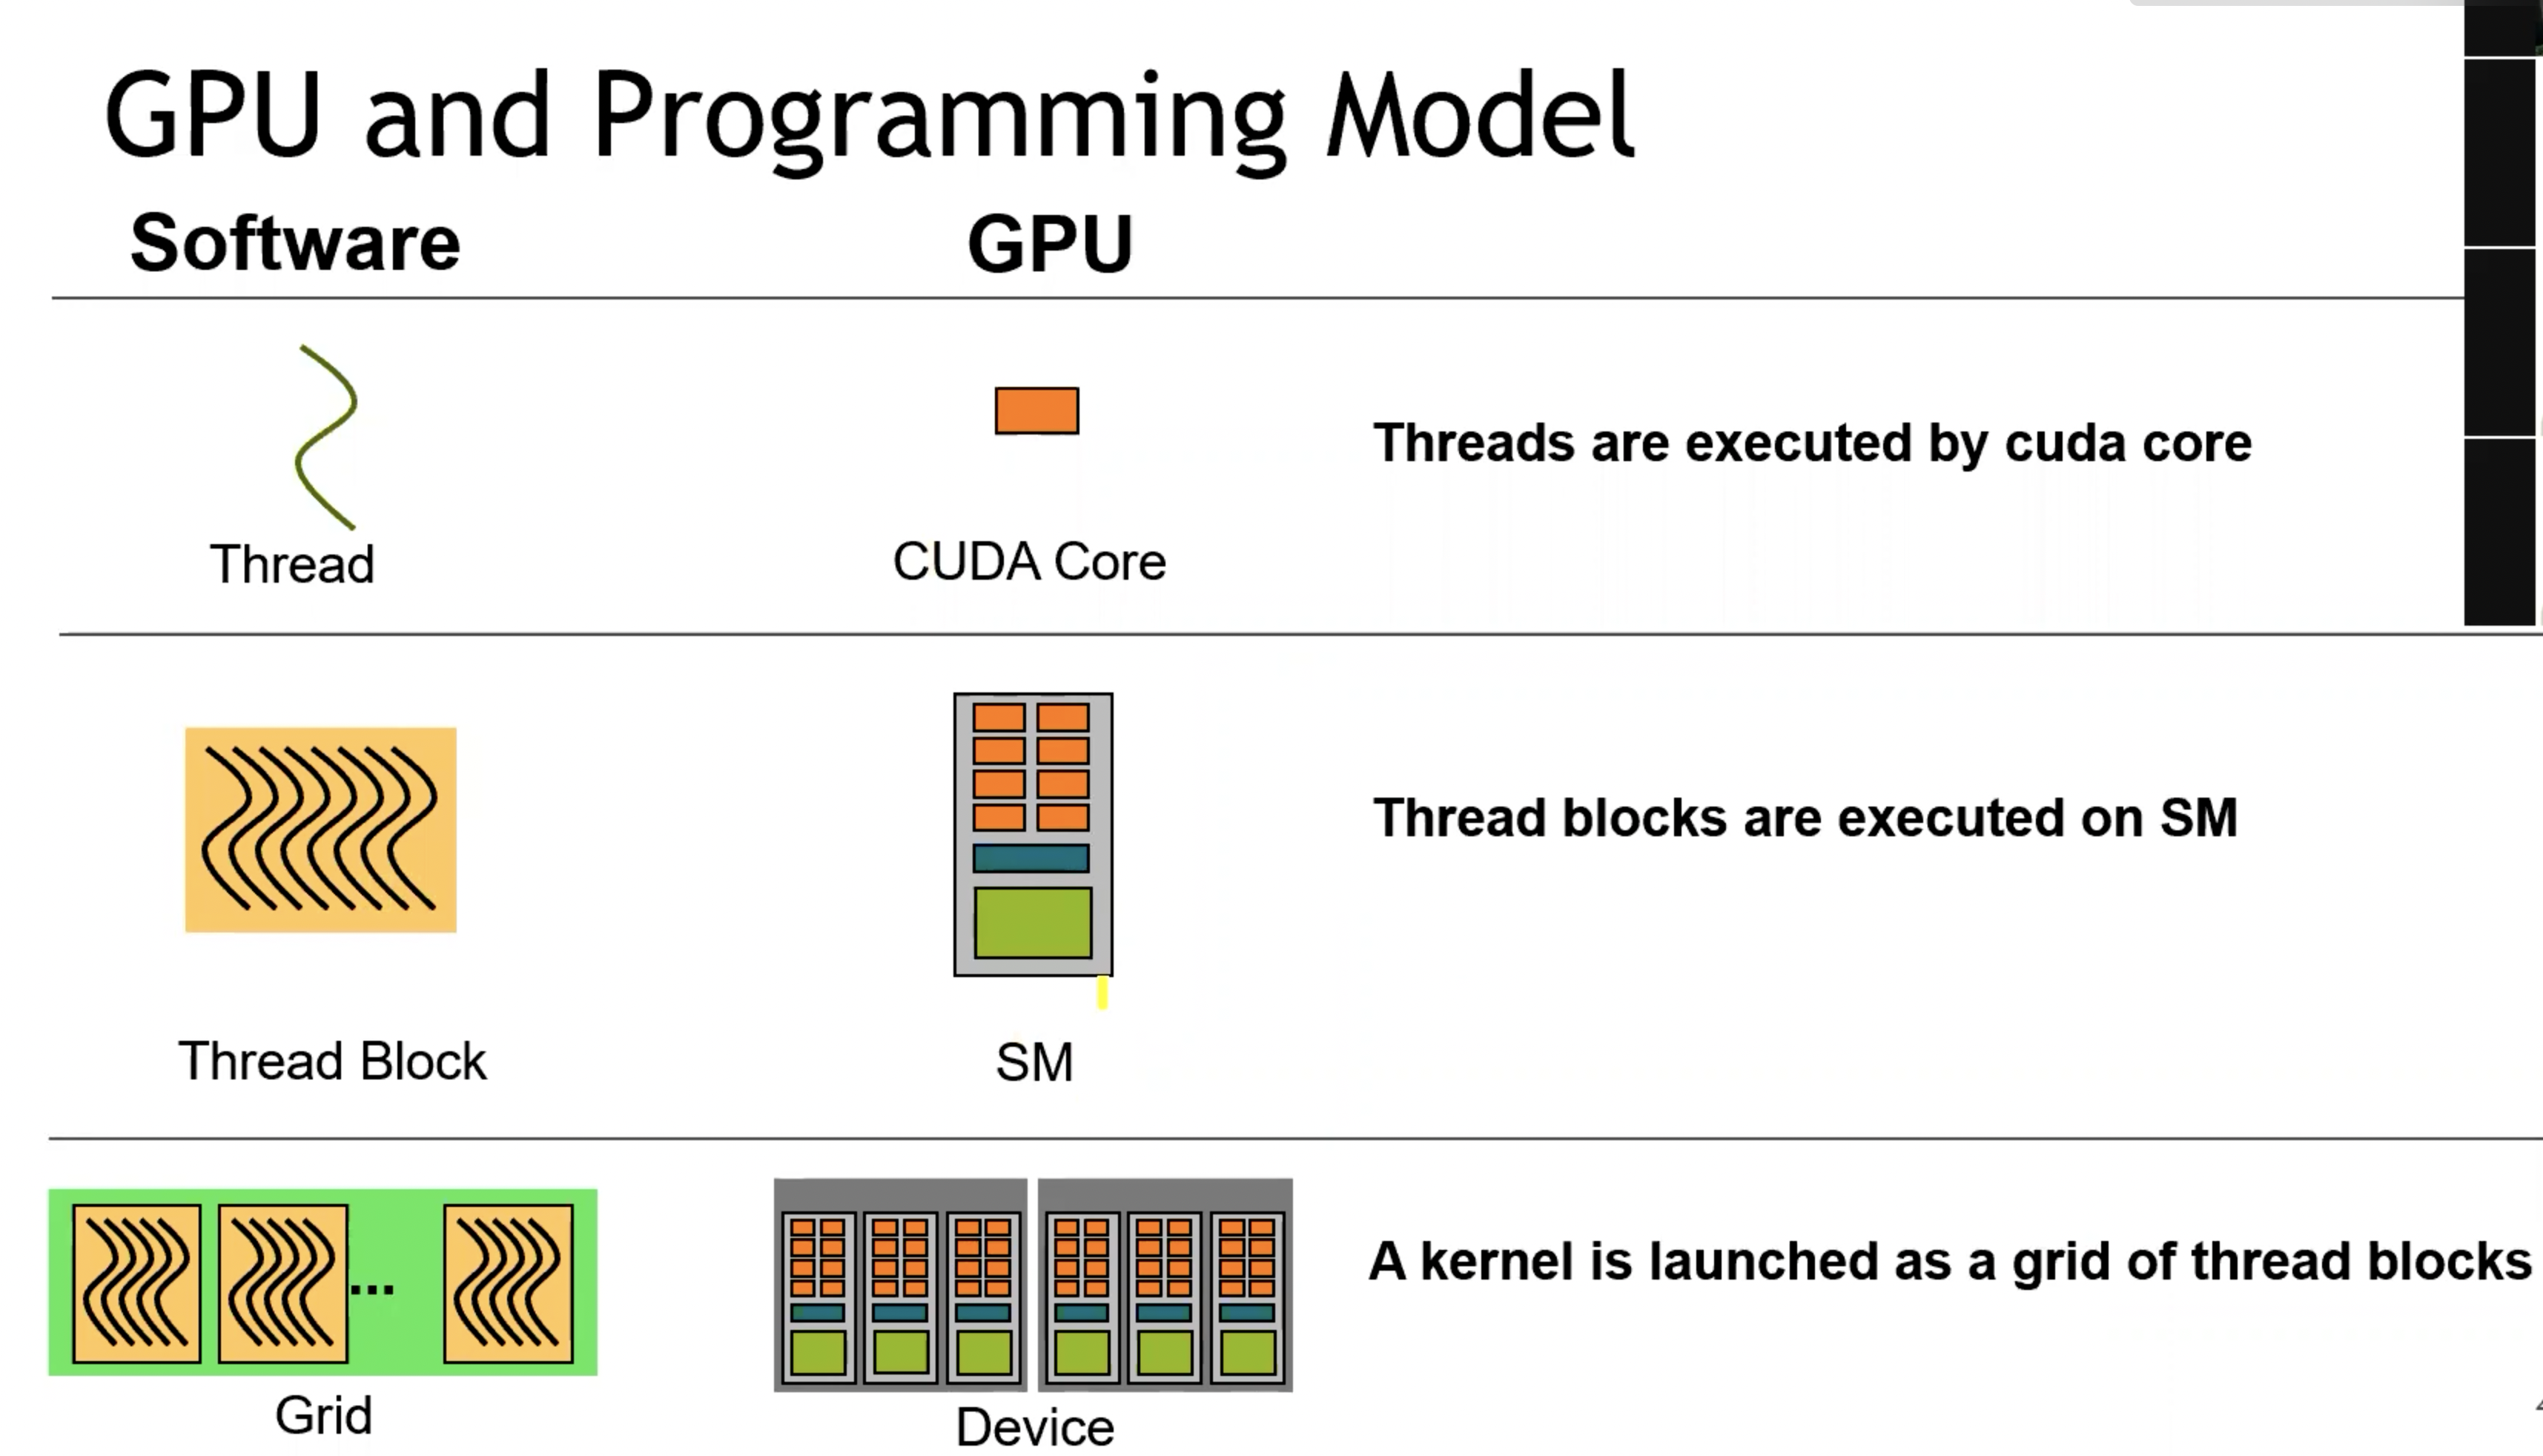 GPU and Programming Model
Software
GPU
Thread
CUDA Core
Threads are executed by cuda core
Thread Block
SM
Thread blocks are executed on SM
...
Grid
Device
A kernel is launched as a grid of thread blocks